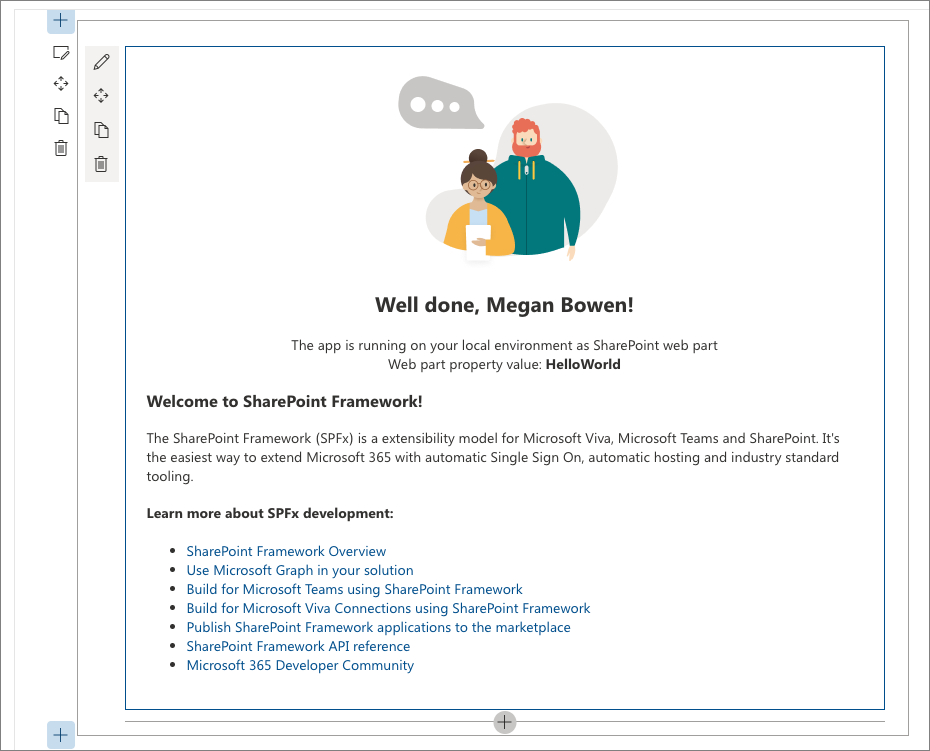 Well done, Megan Bowen!
The app is running on your local environment as SharePoint web part
Web part property value: HelloWorld
Welcome to SharePoint Framework!
The SharePoint Framework (SPFx) is a extensibility model for Microsoft Viva, Microsoft Teams and SharePoint. It's
the easiest way to extend Microsoft 365 with automatic Single Sign On, automatic hosting and industry standard
tooling.
Learn more about SPFx development:
SharePoint Framework Overview
Use Microsoft Graph in your solution
Build for Microsoft Teams using SharePoint Framework
Build for Microsoft Viva Connections using SharePoint Framework
Publish SharePoint Framework applications to the marketplace
SharePoint Framework API reference
Microsoft 365 Developer Community